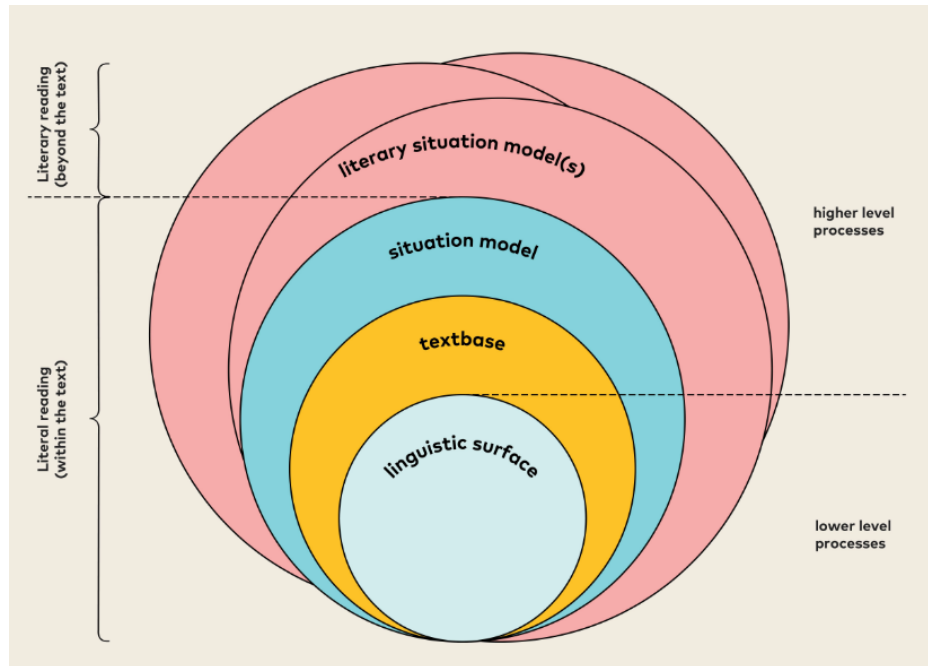 Literary reading
(beyond the text)
literary situation model(s)
higher level
processes
situation model
textbase
Literal reading
(within the text)
linguistic surface
lower level
processes